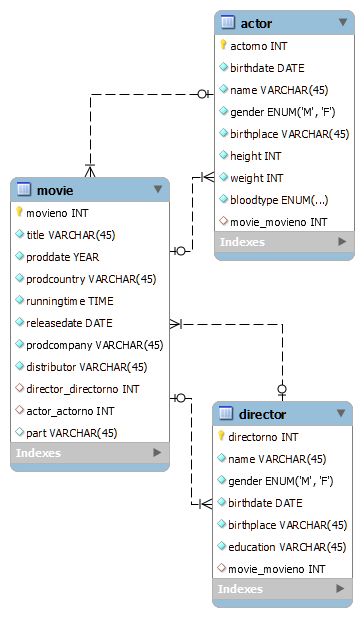 actor
actorno INT
birthdate DATE
name VARCHAR(45)
gender ENUM('M', 'F')
birthplace VARCHAR(45)
height INT
weight INT
bloodtype ENUM(...)
movie_movieno INT
Indexes
movie
movieno INT
title VARCHAR(45)
proddate YEAR
prodcountry VARCHAR(45)
runningtime TIME
releasedate DATE
prodcompany VARCHAR(45)
distributor VARCHAR(45)
director_directorno INT
actor_actorno INT
part VARCHAR(45)
Indexes
director
directorno INT
name VARCHAR(45)
gender ENUM('M', 'F')
birthdate DATE
birthplace VARCHAR(45)
education VARCHAR(45)
movie_movieno INT
Indexes